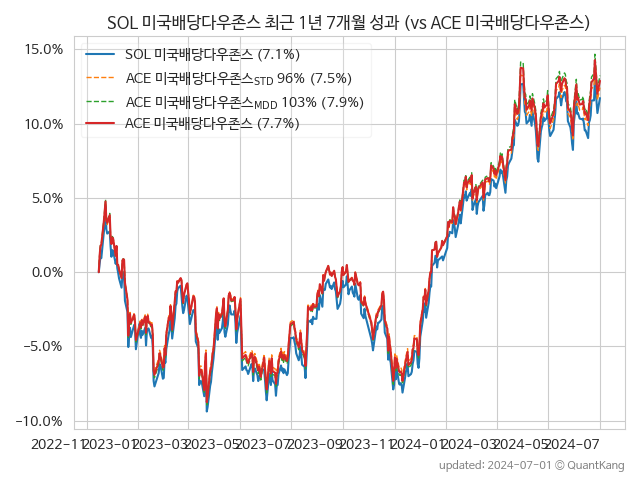 SOL 미국배당다우존스 최근 1년 7개월 성과 (vs ACE 미국배당다우존스)
SOL 미국배당다우존스 (7.1%)
ACE 미국배당다우존스STD 96% (7.5%)
ACE 미국배당다우존스MDD 103% (7.9%)
ACE 미국배당다우존스 (7.7%)
15.0%
10.0%
5.0%
0.0%
−5.0%
−10.0%
2022-11 2023-01 2023-03 2023-05 2023-07 2023-09 2023-11 2024-01 2024-03 2024-05 2024-07
updated: 2024-07-01 © QuantKang